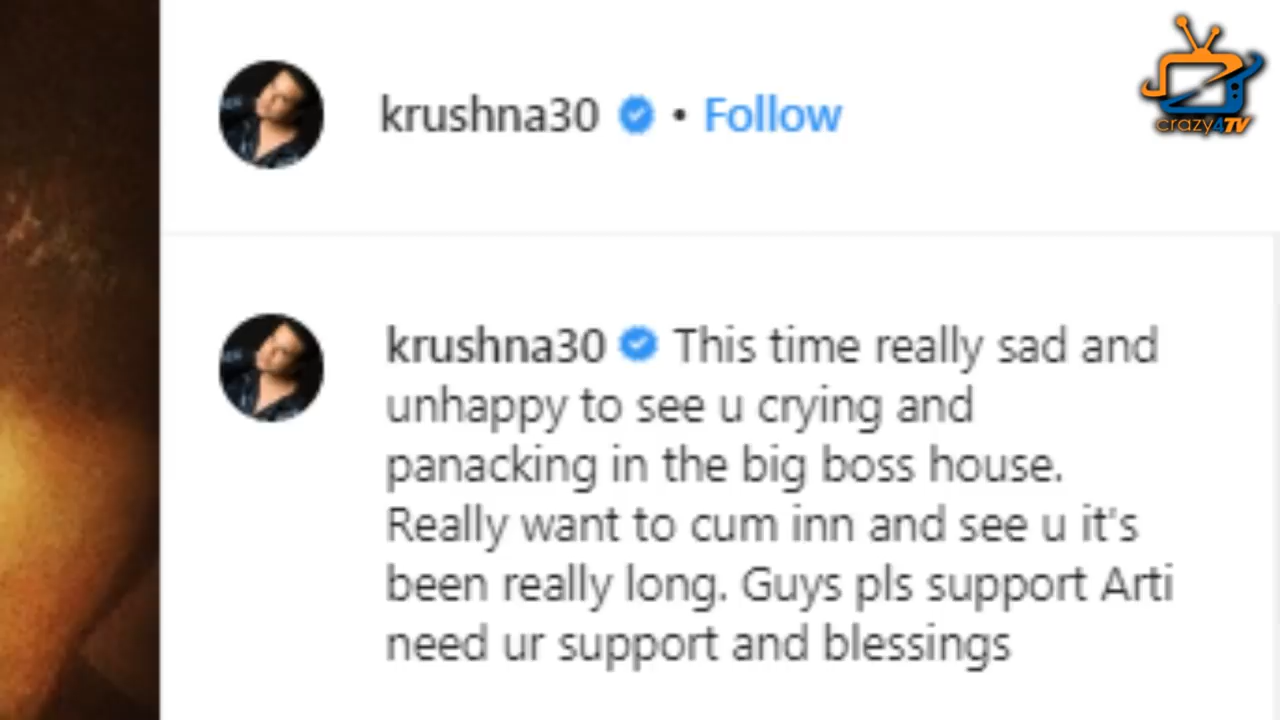 krushna30 • Follow
crazy4TV
krushna30 This time really sad and
unhappy to see u crying and
panacking in the big boss house.
Really want to cum inn and see u it's
been really long. Guys pls support Arti
need ur support and blessings